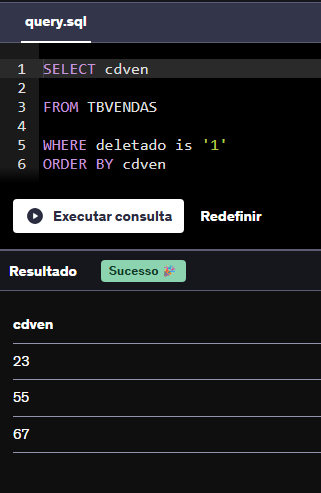 query.sql
1 SELECT cdven
2
3 FROM TBVENDAS
4
5 WHERE deletado is '1'
6 ORDER BY cdven
Executar consulta Redefinir
Resultado Sucesso 🎉
cdven
23
55
67